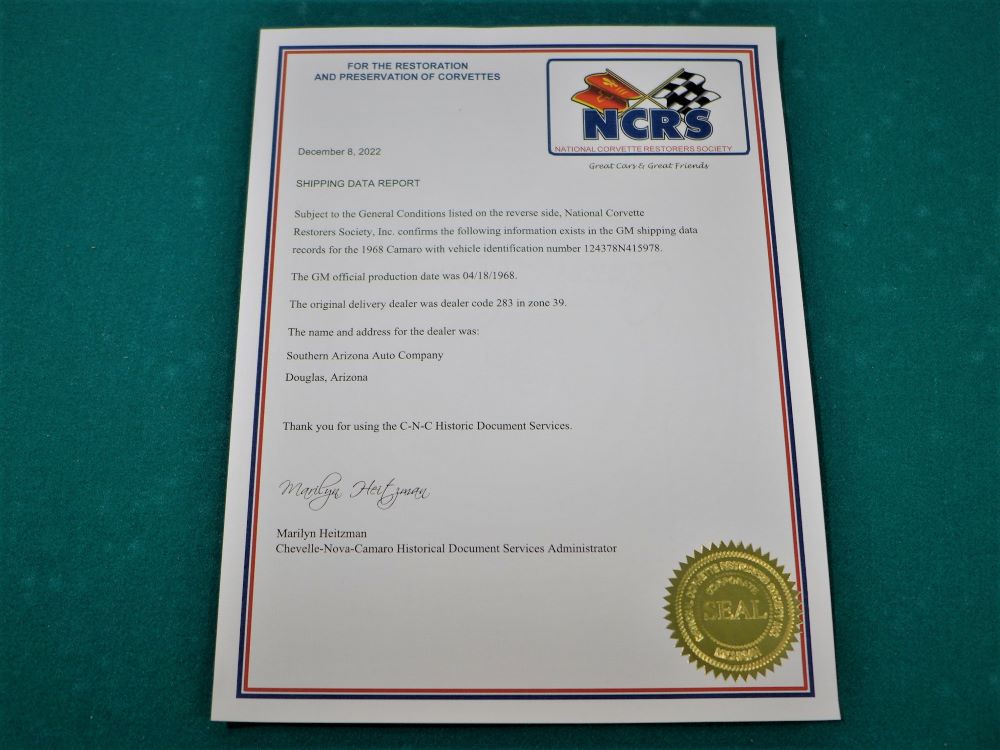 FOR THE RESTORATION
AND PRESERVATION OF CORVETTES
NCRS
NATIONAL CORVETTE RESTORERS SOCIETY
Great Cars & Great Friends
December 8, 2022
SHIPPING DATA REPORT
Subject to the General Conditions listed on the reverse side, National Corvette
Restorers Society, Inc. confirms the following information exists in the GM shipping data
records for the 1968 Camaro with vehicle identification number 124378N415978.
The GM official production date was 04/18/1968.
The original delivery dealer was dealer code 283 in zone 39.
The name and address for the dealer was:
Southern Arizona Auto Company
Douglas, Arizona
Thank you for using the C-N-C Historic Document Services.
Marilyn Heitzman
Marilyn Heitzman
Chevelle-Nova-Camaro Historical Document Services Administrator
CORPORATE
SEAL